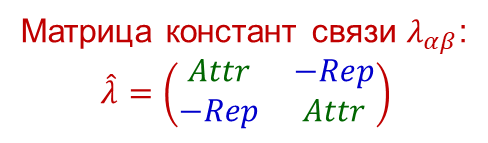 Матрица констант связи λ_αβ:
λ̂ = ( Attr −Rep
−Rep Attr )